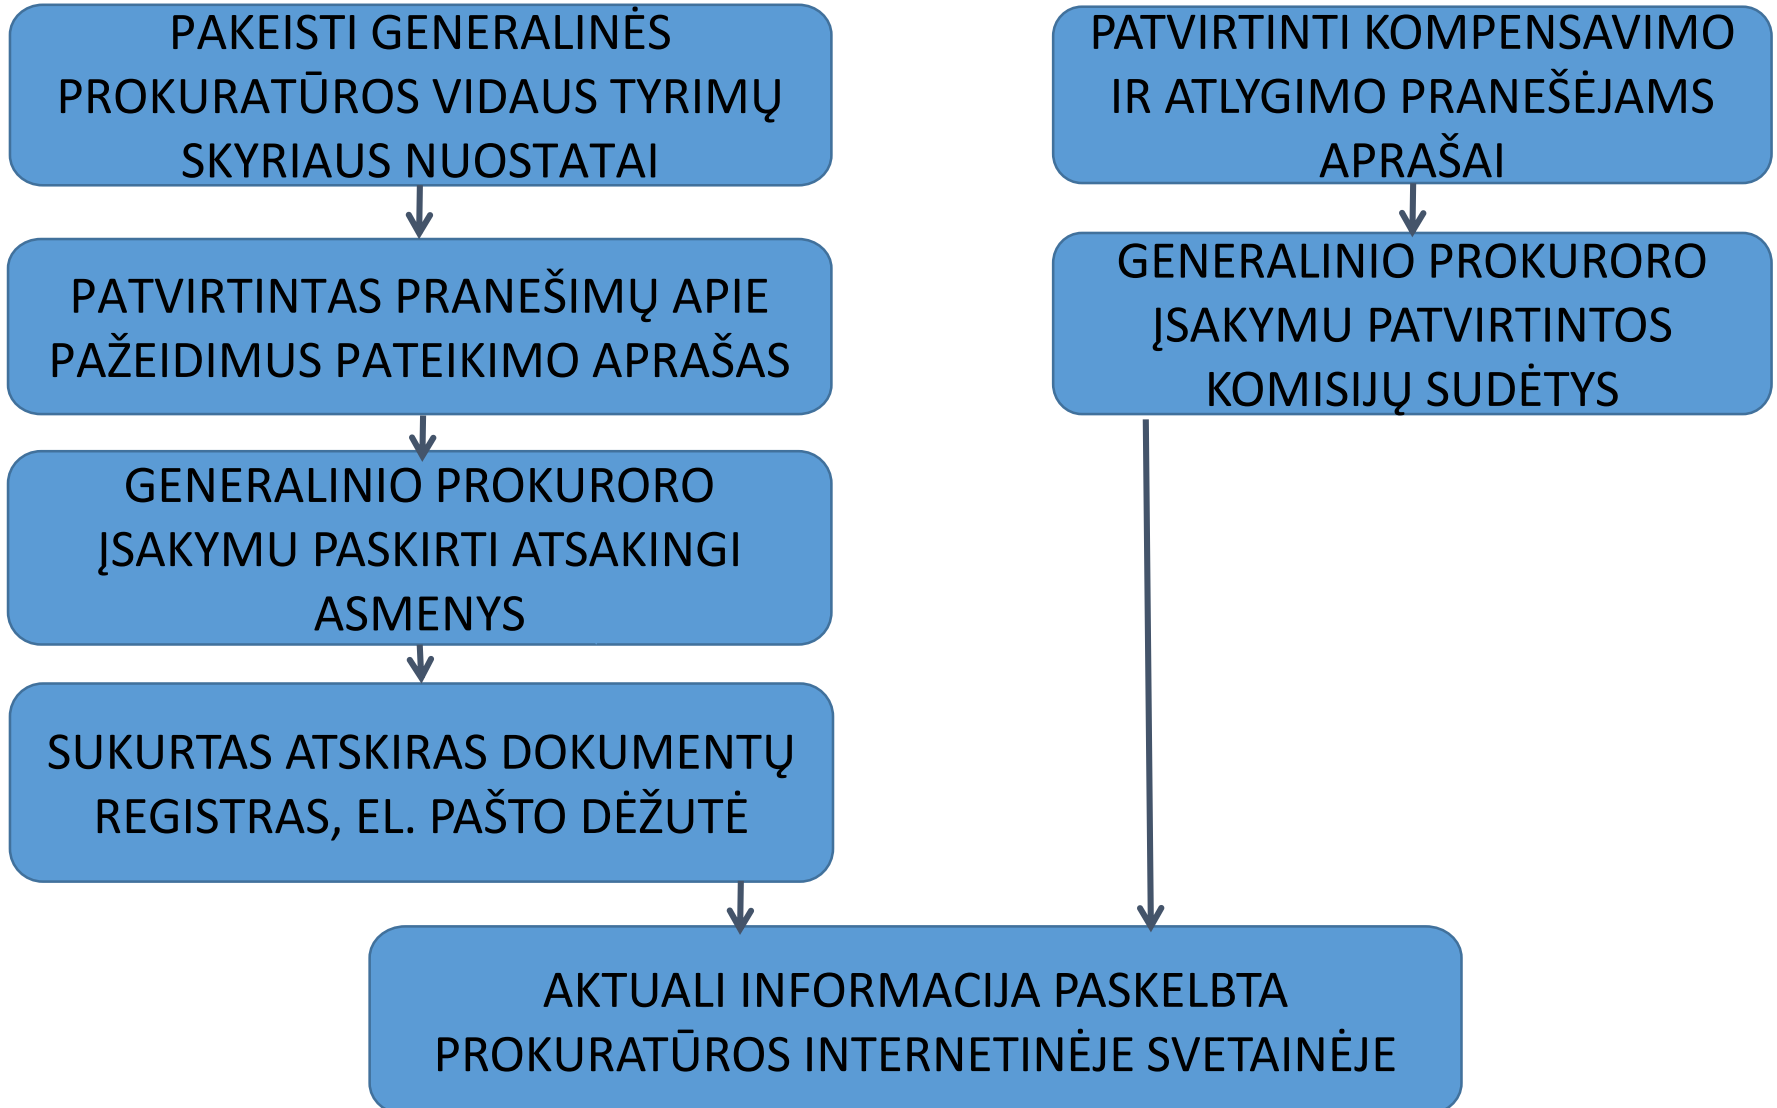 PAKEISTI GENERALINĖS
PROKURATŪROS VIDAUS TYRIMŲ
SKYRIAUS NUOSTATAI
PATVIRTINTAS PRANEŠIMŲ APIE
PAŽEIDIMUS PATEIKIMO APRAŠAS
GENERALINIO PROKURORO
ĮSAKYMU PASKIRTI ATSAKINGI
ASMENYS
SUKURTAS ATSKIRAS DOKUMENTŲ
REGISTRAS, EL. PAŠTO DĖŽUTĖ
PATVIRTINTI KOMPENSAVIMO
IR ATLYGIMO PRANEŠĖJAMS
APRAŠAI
GENERALINIO PROKURORO
ĮSAKYMU PATVIRTINTOS
KOMISIJŲ SUDĖTYS
AKTUALI INFORMACIJA PASKELBTA
PROKURATŪROS INTERNETINĖJE SVETAINĖJE